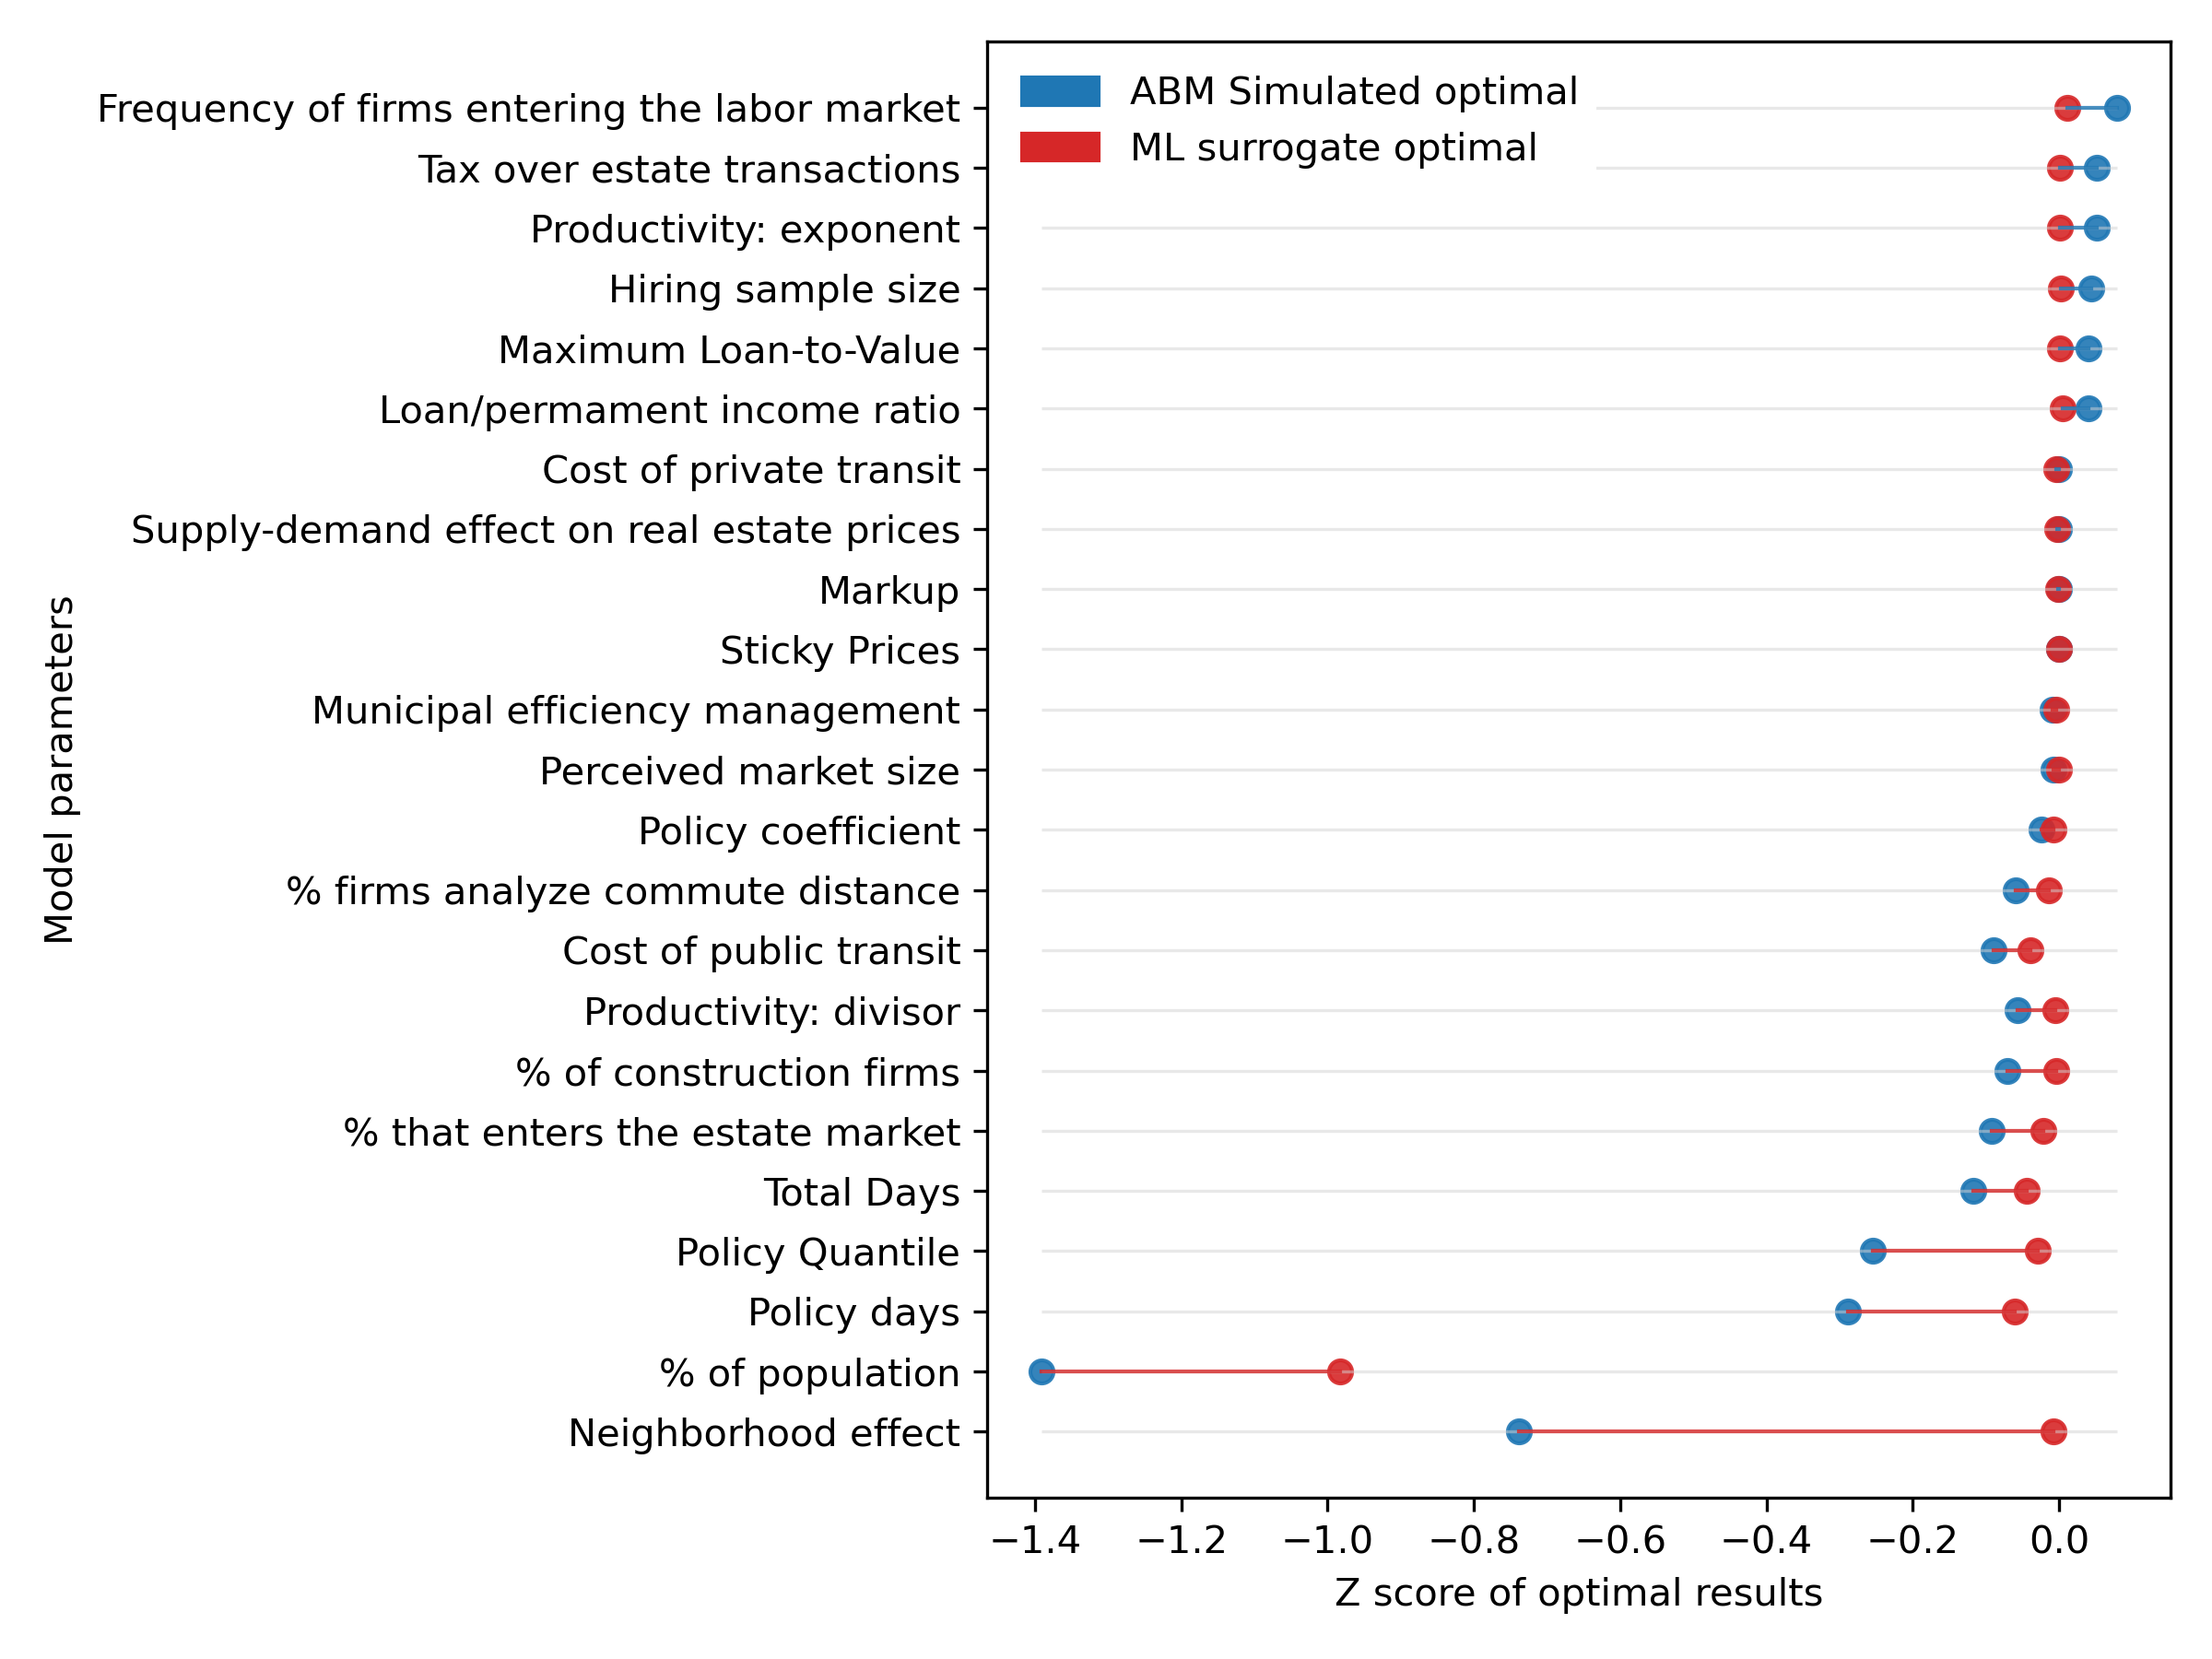 ABM Simulated optimal
ML surrogate optimal
Model parameters
Frequency of firms entering the labor market
Tax over estate transactions
Productivity: exponent
Hiring sample size
Maximum Loan-to-Value
Loan/permament income ratio
Cost of private transit
Supply-demand effect on real estate prices
Markup
Sticky Prices
Municipal efficiency management
Perceived market size
Policy coefficient
% firms analyze commute distance
Cost of public transit
Productivity: divisor
% of construction firms
% that enters the estate market
Total Days
Policy Quantile
Policy days
% of population
Neighborhood effect
−1.4 −1.2 −1.0 −0.8 −0.6 −0.4 −0.2 0.0
Z score of optimal results